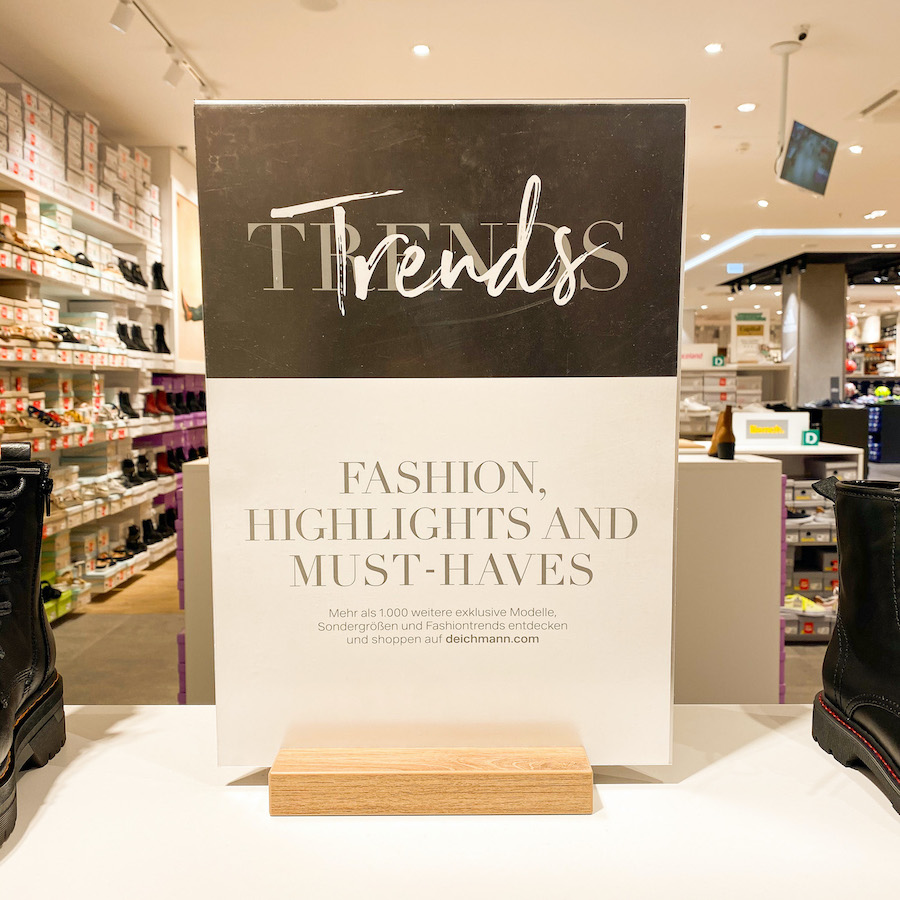 TRENDS
Trends
FASHION,
HIGHLIGHTS AND
MUST-HAVES
Mehr als 1.000 weitere exklusive Modelle,
Sondergrößen und Fashiontrends entdecken
und shoppen auf deichmann.com
Bench.
D
D